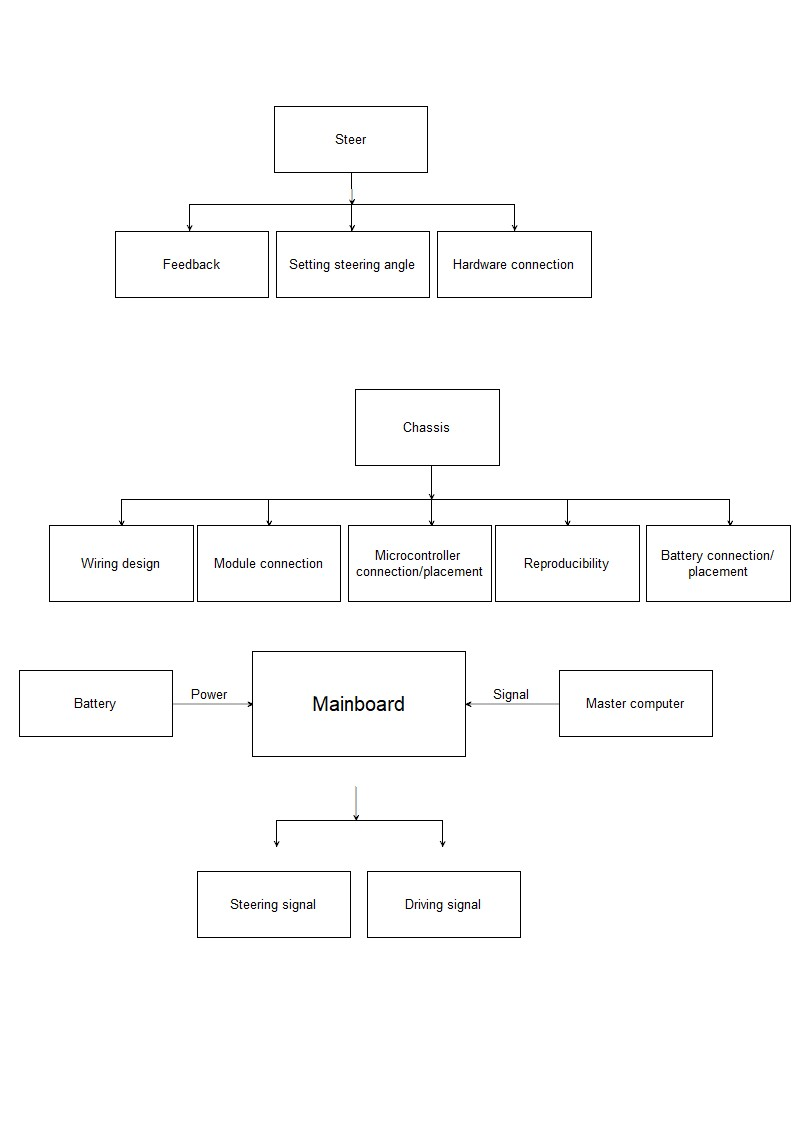 Steer
Feedback
Setting steering angle
Hardware connection
Chassis
Wiring design
Module connection
Microcontroller
connection/placement
Reproducibility
Battery connection/
placement
Battery
Power
Mainboard
Signal
Master computer
Steering signal
Driving signal